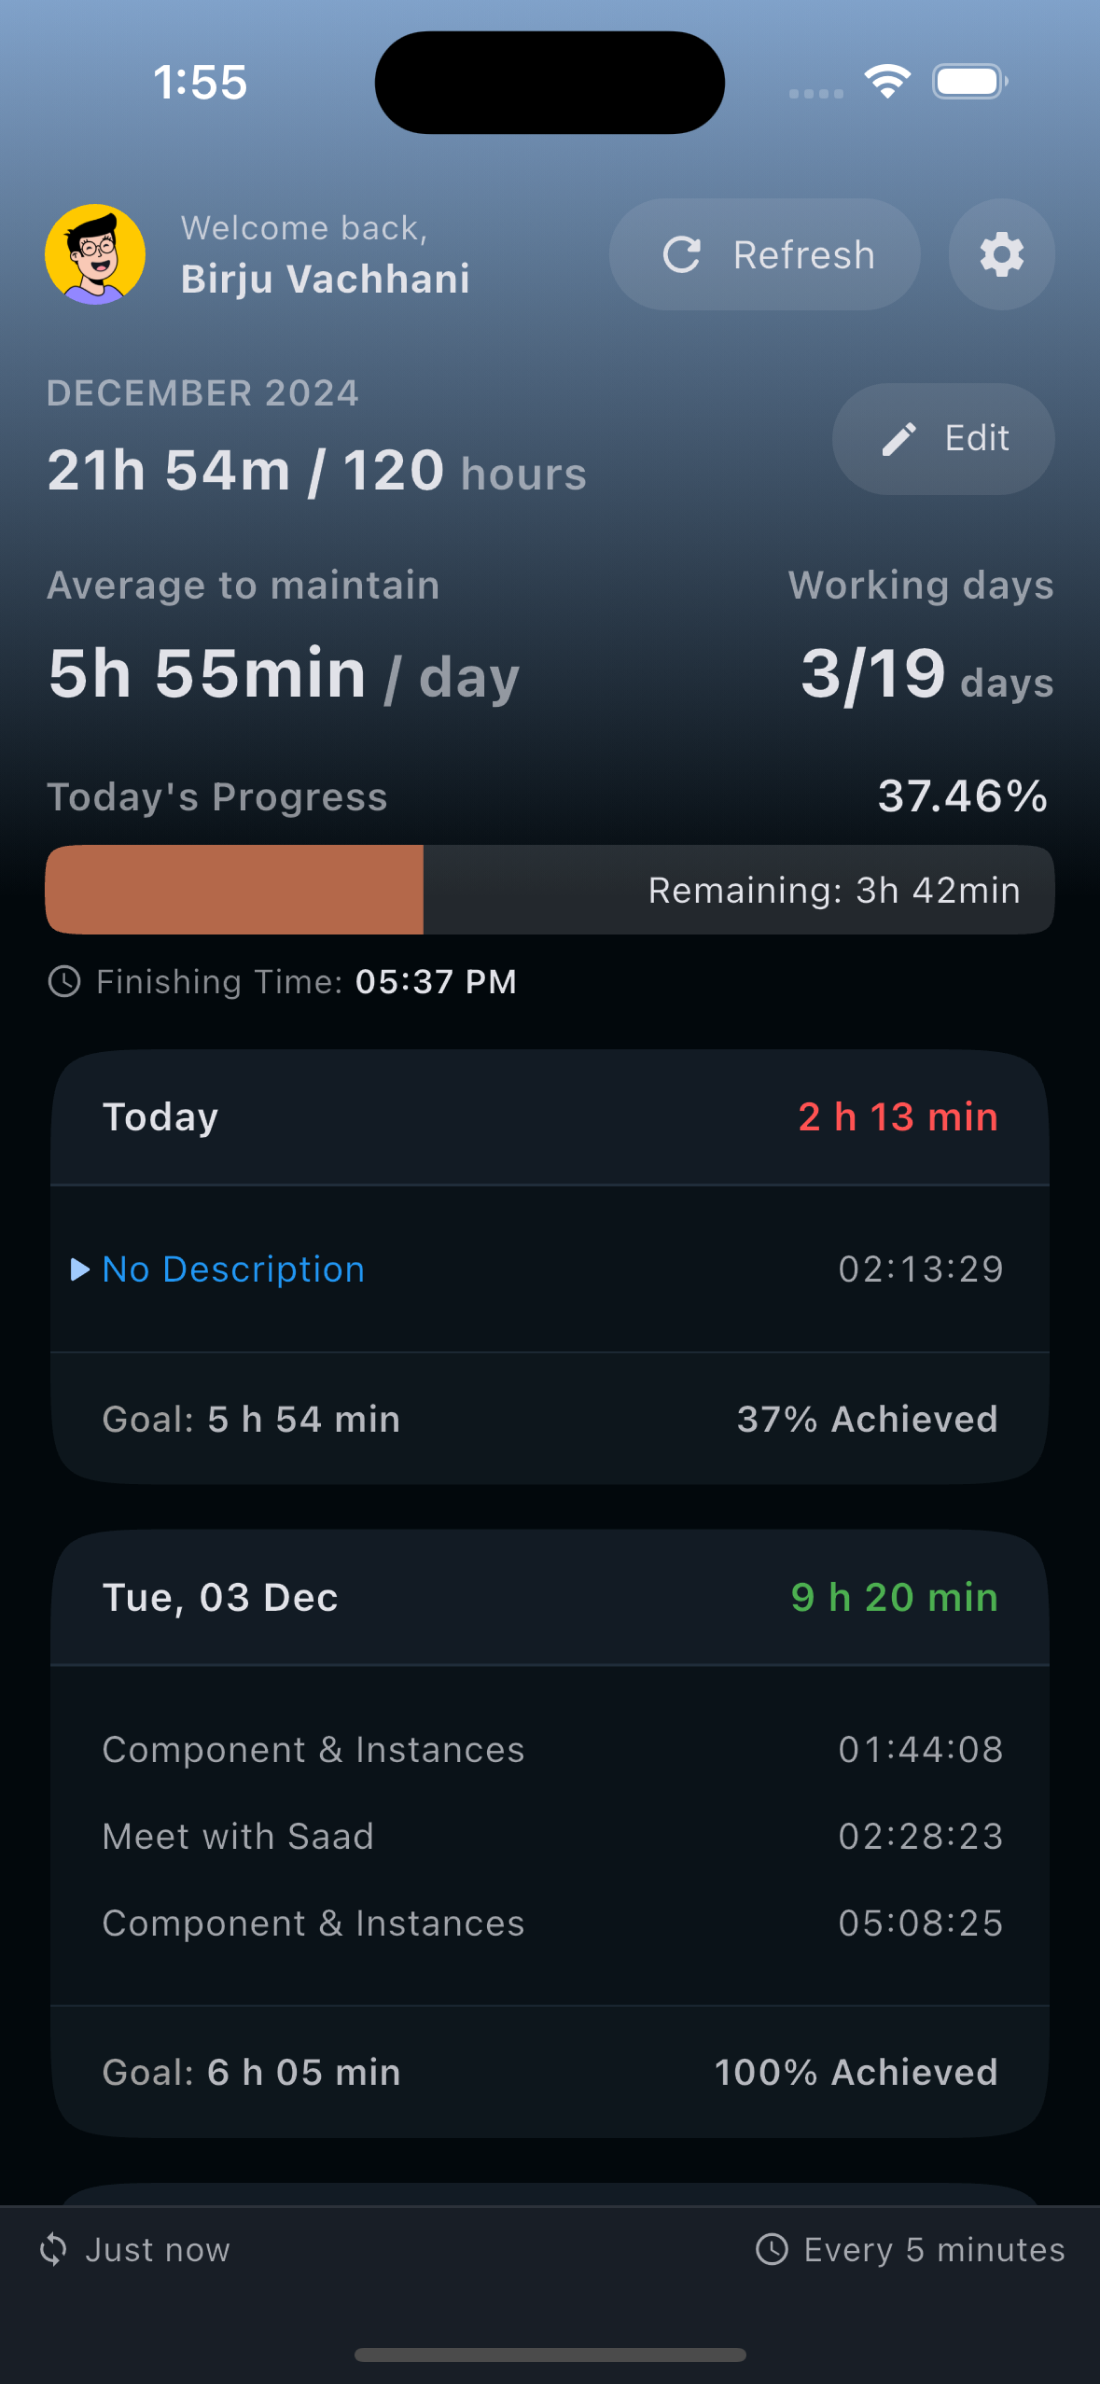 1:55
Welcome back,
Birju Vachhani
Refresh
DECEMBER 2024
21h 54m / 120 hours
Edit
Average to maintain
Working days
5h 55min / day
3/19 days
Today's Progress
37.46%
Remaining: 3h 42min
Finishing Time: 05:37 PM
Today
2 h 13 min
No Description
02:13:29
Goal: 5 h 54 min
37% Achieved
Tue, 03 Dec
9 h 20 min
Component & Instances
01:44:08
Meet with Saad
02:28:23
Component & Instances
05:08:25
Goal: 6 h 05 min
100% Achieved
Just now
Every 5 minutes